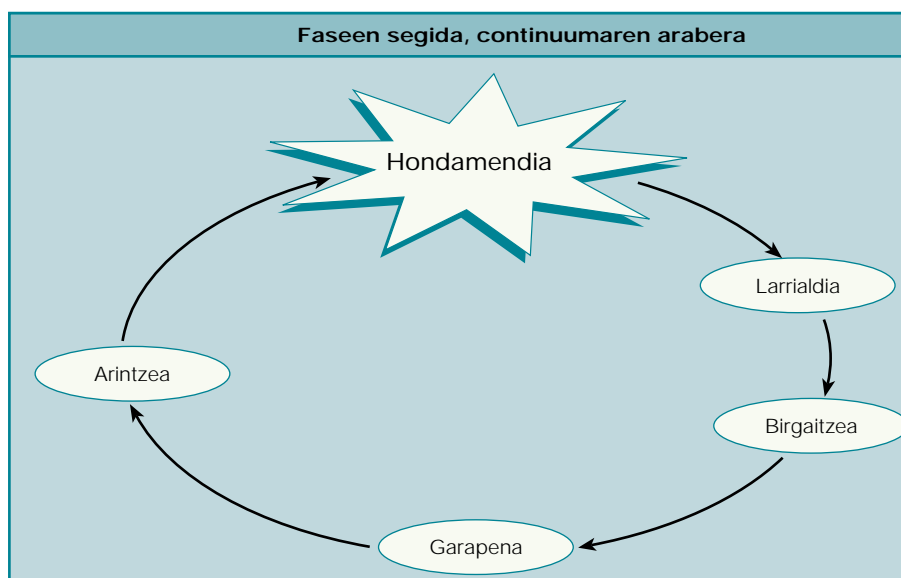 Faseen segida, continuumaren arabera
Hondamendia
Larrialdia
Birgaitzea
Garapena
Arintzea